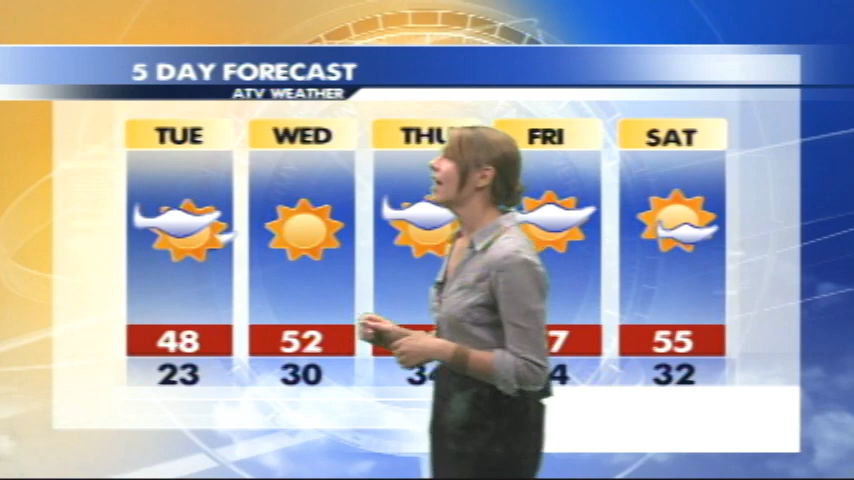 5 DAY FORECAST
ATV WEATHER
TUE WED FRI SAT
48 52 55
23 30 32